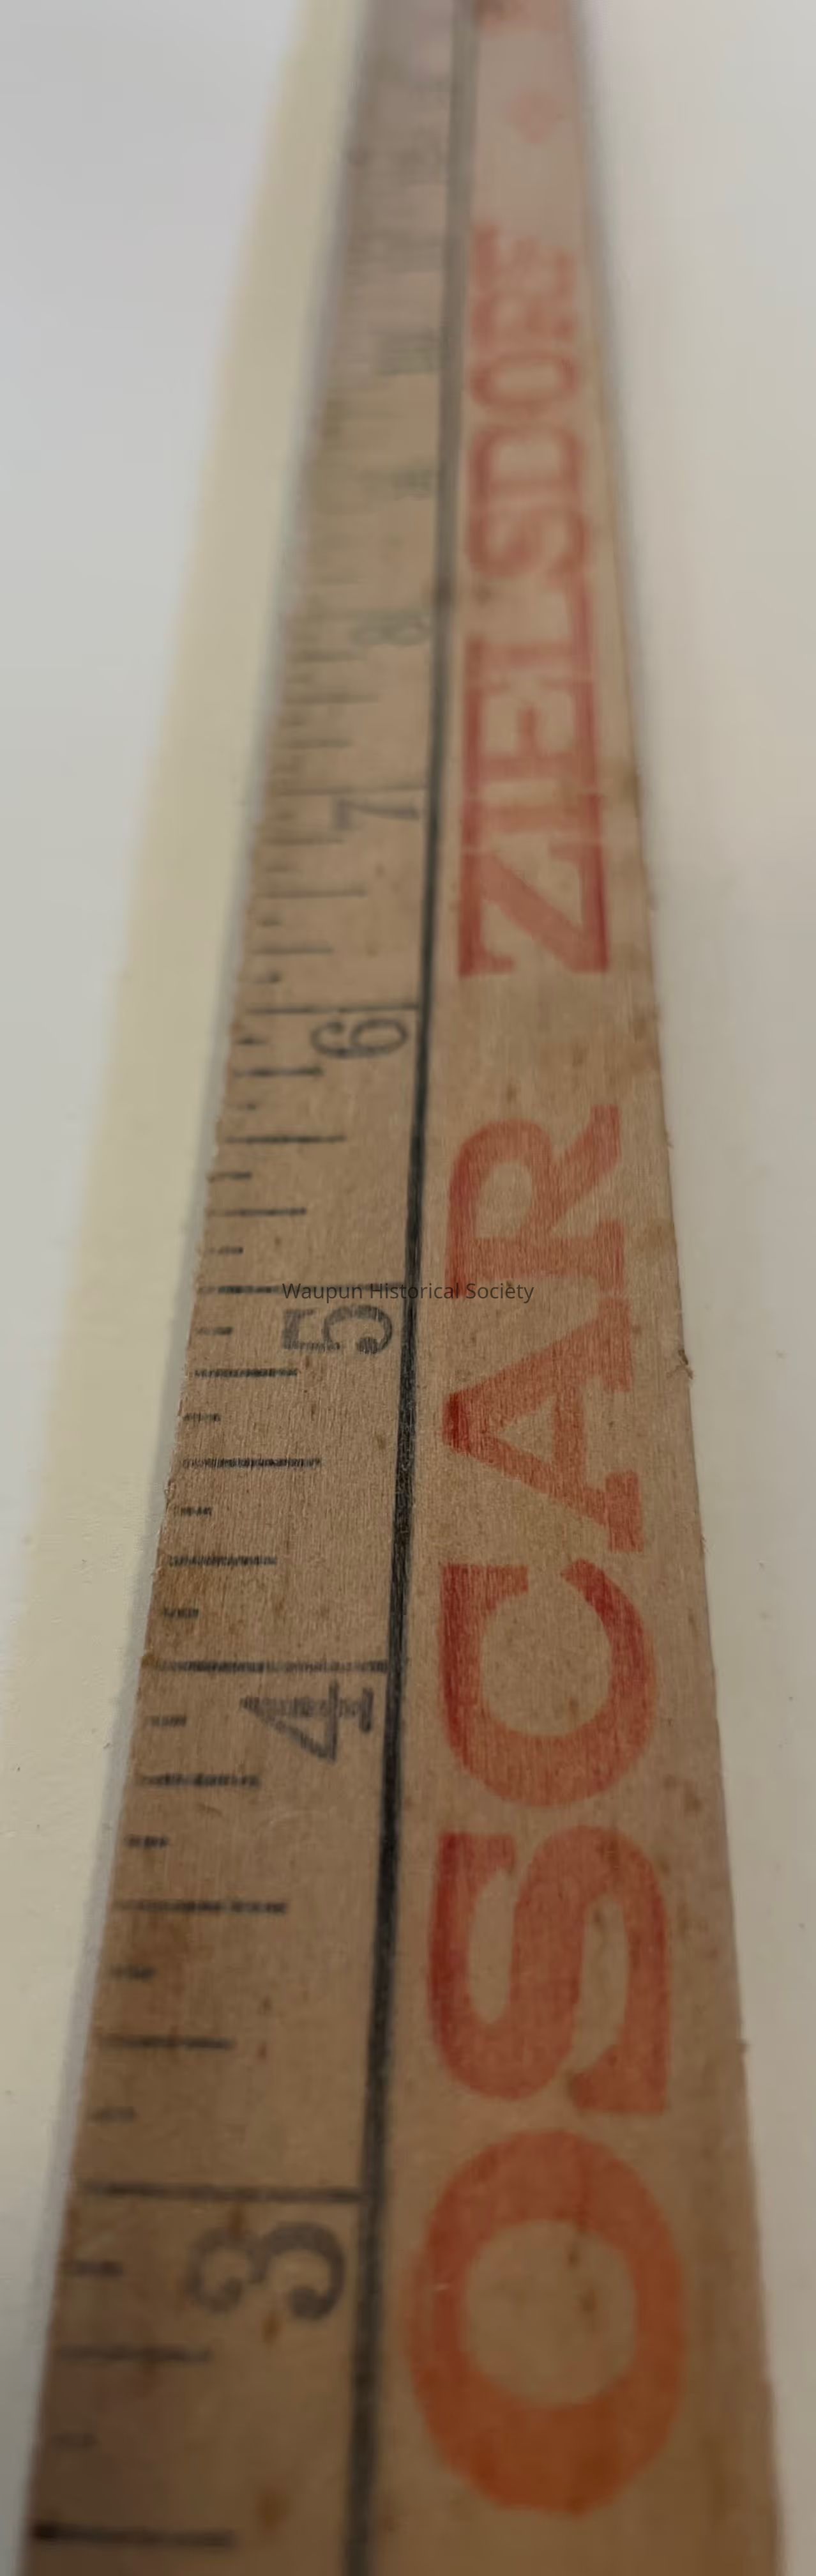 OSCAR ZIELSDORF
3 4 5 6 7 8
Waupun Historical Society